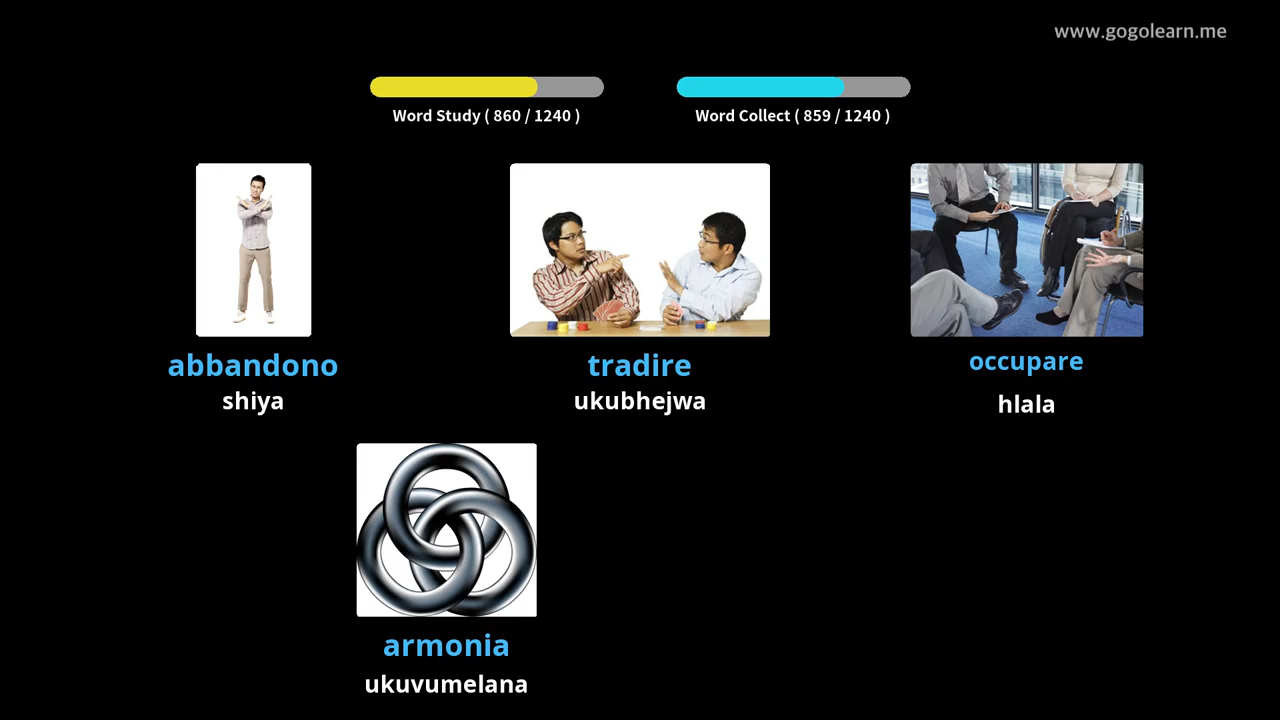 www.gogolearn.me
Word Study ( 860 / 1240 )
Word Collect ( 859 / 1240 )
abbandono
shiya
tradire
ukubhejwa
occupare
hlala
armonia
ukuvumelana